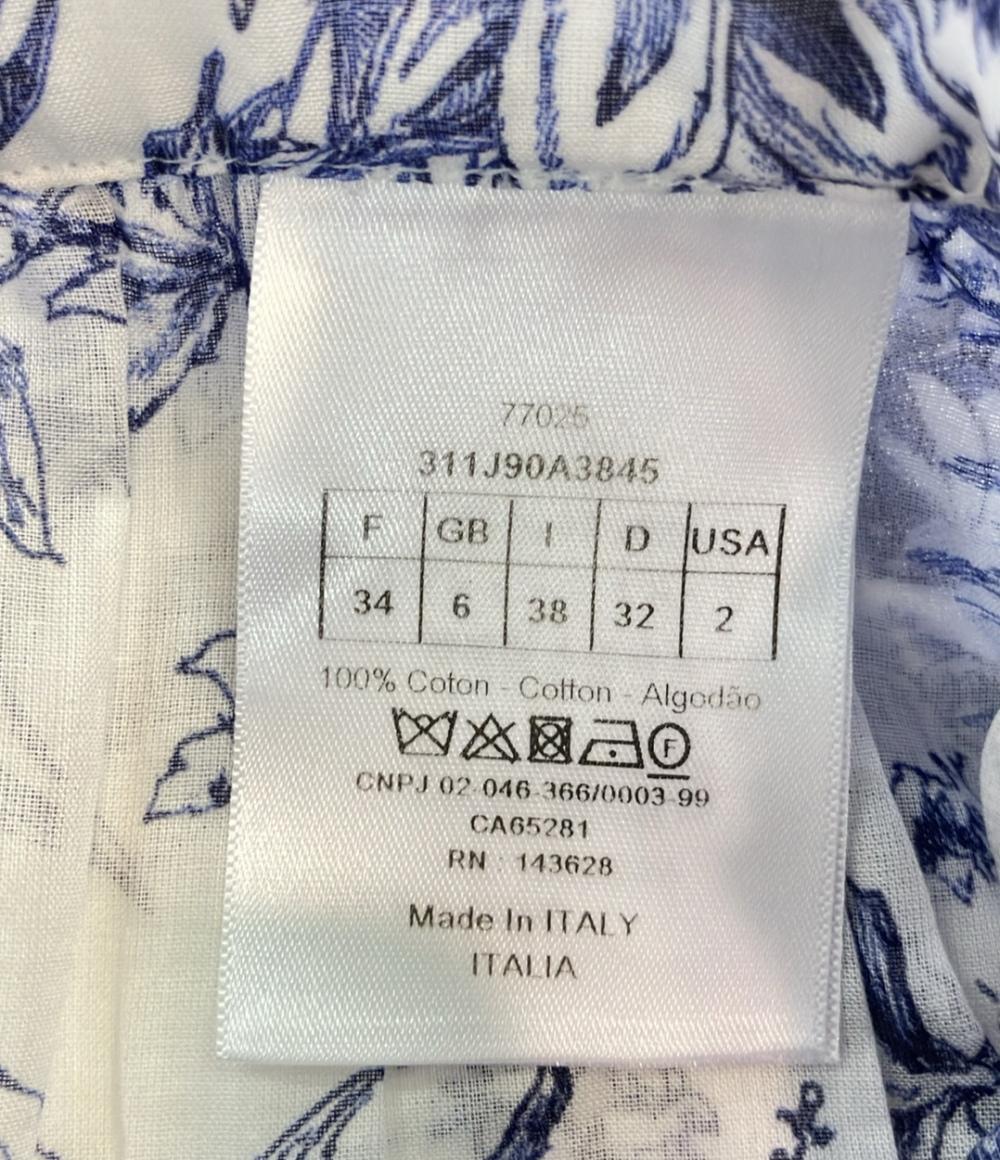 77025
311J90A3845
F GB I D USA
34 6 38 32 2
100% Coton - Cotton - Algodão
F
CNPJ 02-046-366/0003-99
CA65281
RN : 143628
Made In ITALY
ITALIA